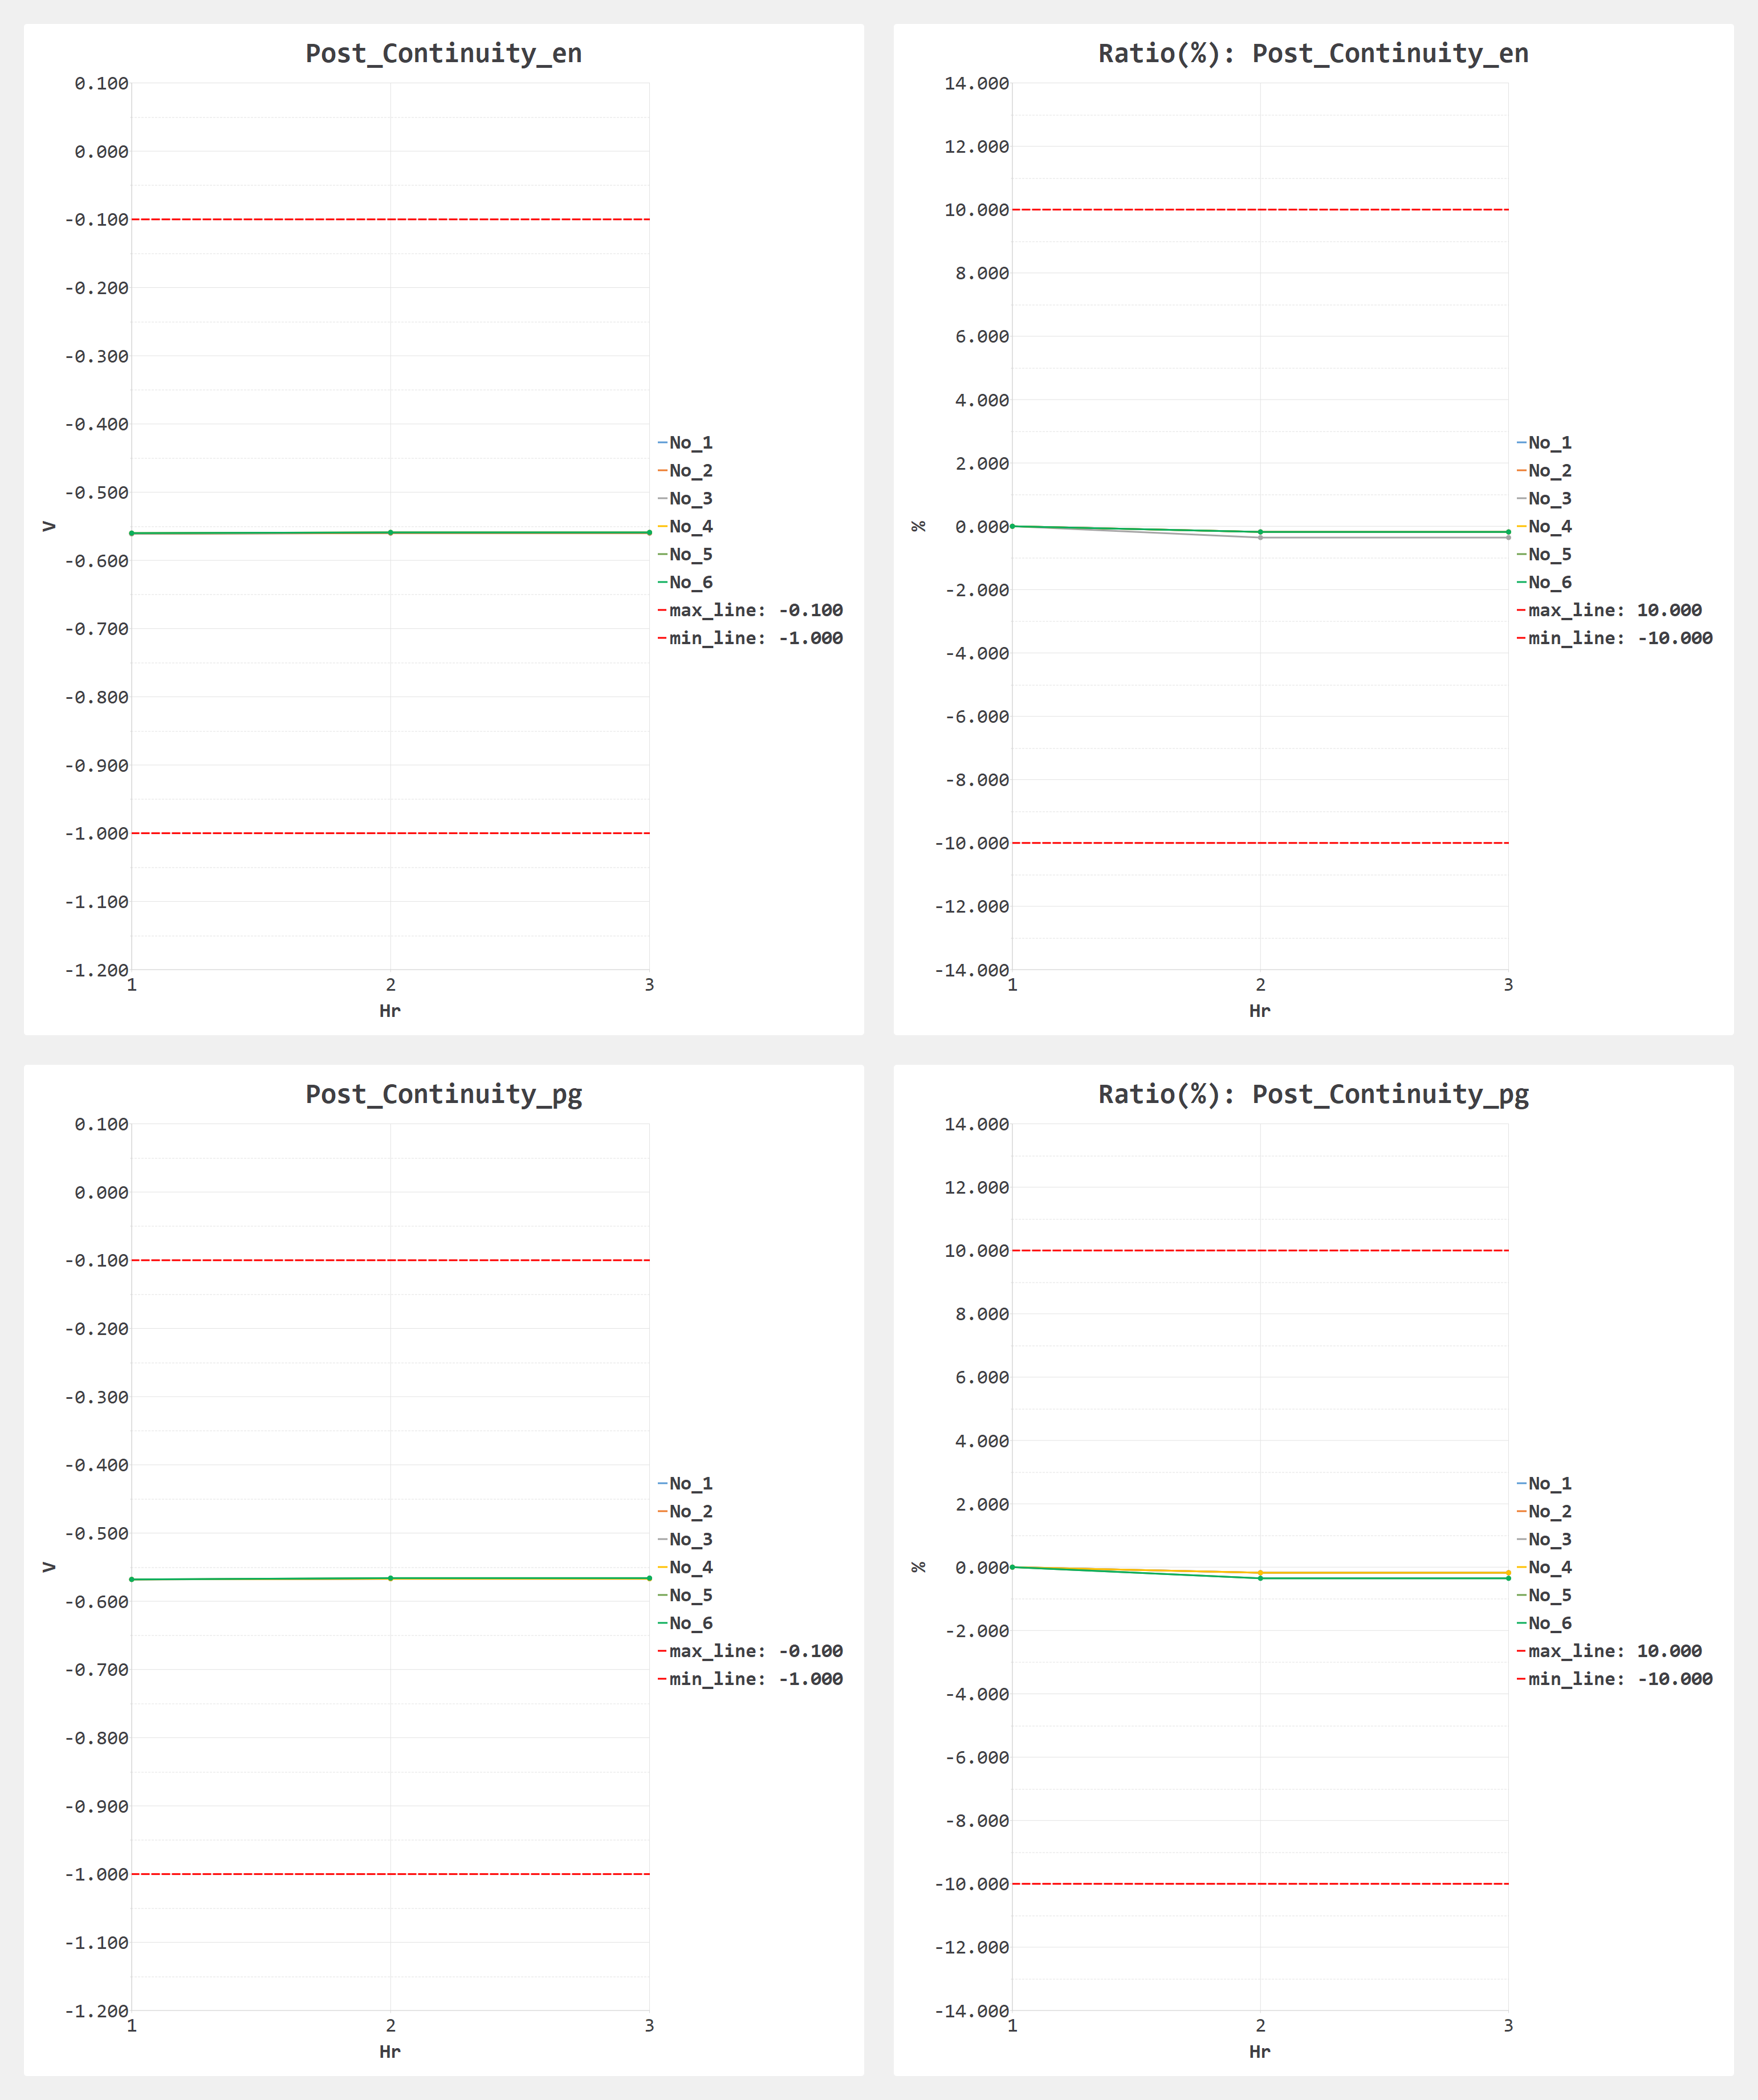 Post_Continuity_en
0.100
0.000
-0.100
-0.200
-0.300
-0.400
-0.500
-0.600
-0.700
-0.800
-0.900
-1.000
-1.100
-1.200
V
1 2 3
Hr
No_1
No_2
No_3
No_4
No_5
No_6
max_line: -0.100
min_line: -1.000
Ratio(%): Post_Continuity_en
14.000
12.000
10.000
8.000
6.000
4.000
2.000
0.000
-2.000
-4.000
-6.000
-8.000
-10.000
-12.000
-14.000
%
1 2 3
Hr
No_1
No_2
No_3
No_4
No_5
No_6
max_line: 10.000
min_line: -10.000
Post_Continuity_pg
0.100
0.000
-0.100
-0.200
-0.300
-0.400
-0.500
-0.600
-0.700
-0.800
-0.900
-1.000
-1.100
-1.200
V
1 2 3
Hr
No_1
No_2
No_3
No_4
No_5
No_6
max_line: -0.100
min_line: -1.000
Ratio(%): Post_Continuity_pg
14.000
12.000
10.000
8.000
6.000
4.000
2.000
0.000
-2.000
-4.000
-6.000
-8.000
-10.000
-12.000
-14.000
%
1 2 3
Hr
No_1
No_2
No_3
No_4
No_5
No_6
max_line: 10.000
min_line: -10.000